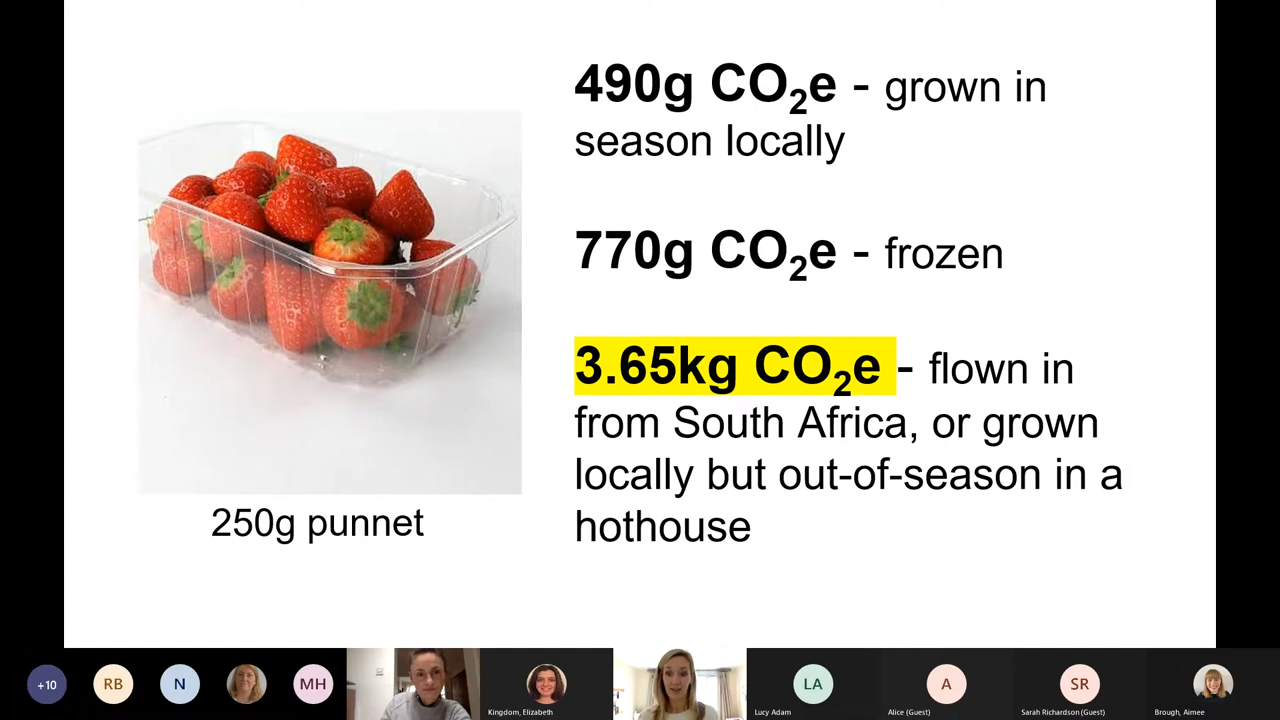 490g CO₂e - grown in
season locally
770g CO₂e - frozen
3.65kg CO₂e - flown in
from South Africa, or grown
locally but out-of-season in a
hothouse
250g punnet
+10
RB
N
MH
Kingdom, Elizabeth
LA
Lucy Adam
A
Alice (Guest)
SR
Sarah Richardson (Guest)
Brough, Aimee